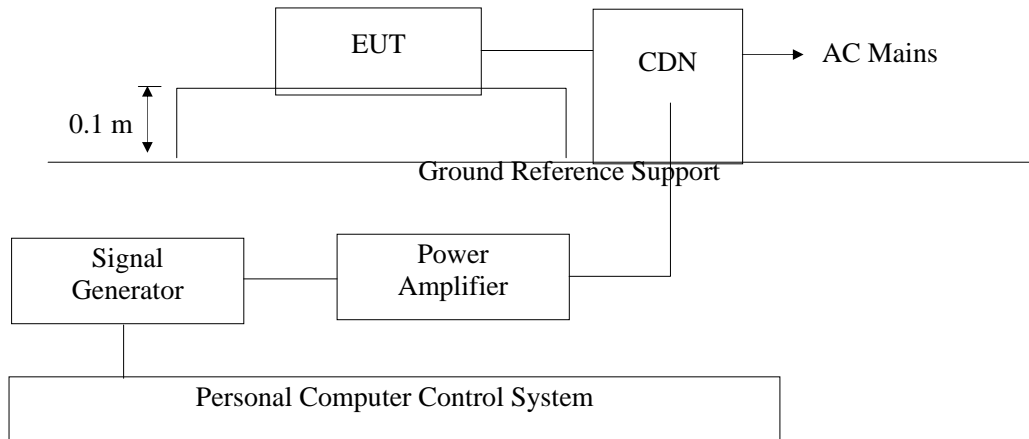 EUT
CDN
AC Mains
0.1 m
Ground Reference Support
Signal
Generator
Power
Amplifier
Personal Computer Control System